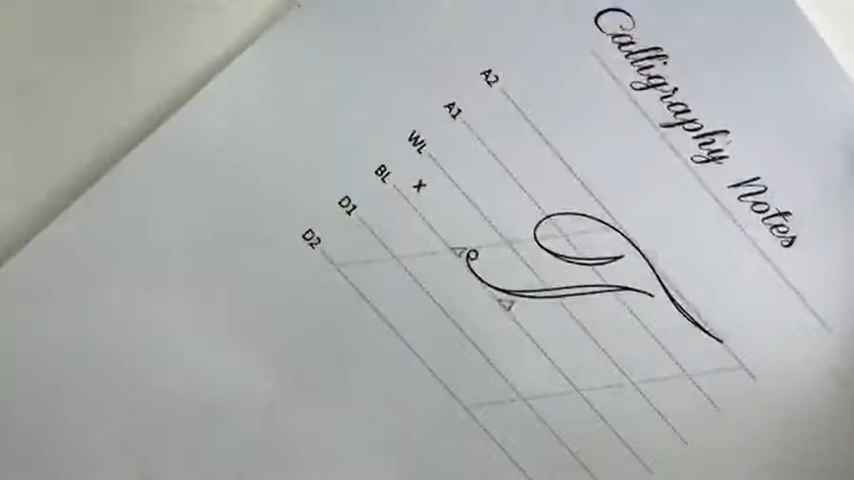 Calligraphy Notes
A2
A1
WL
X
BL
D1
D2
T